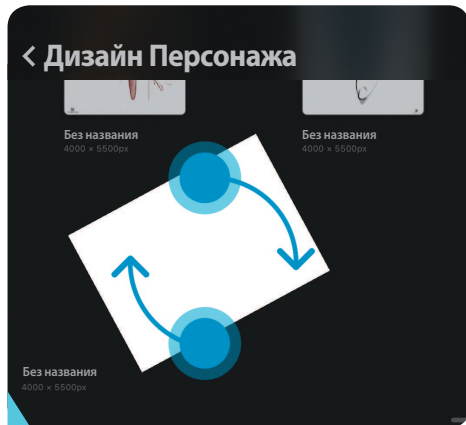 < Дизайн Персонажа
Без названия
4000 × 5500px
Без названия
4000 × 5500px
Без названия
4000 × 5500px